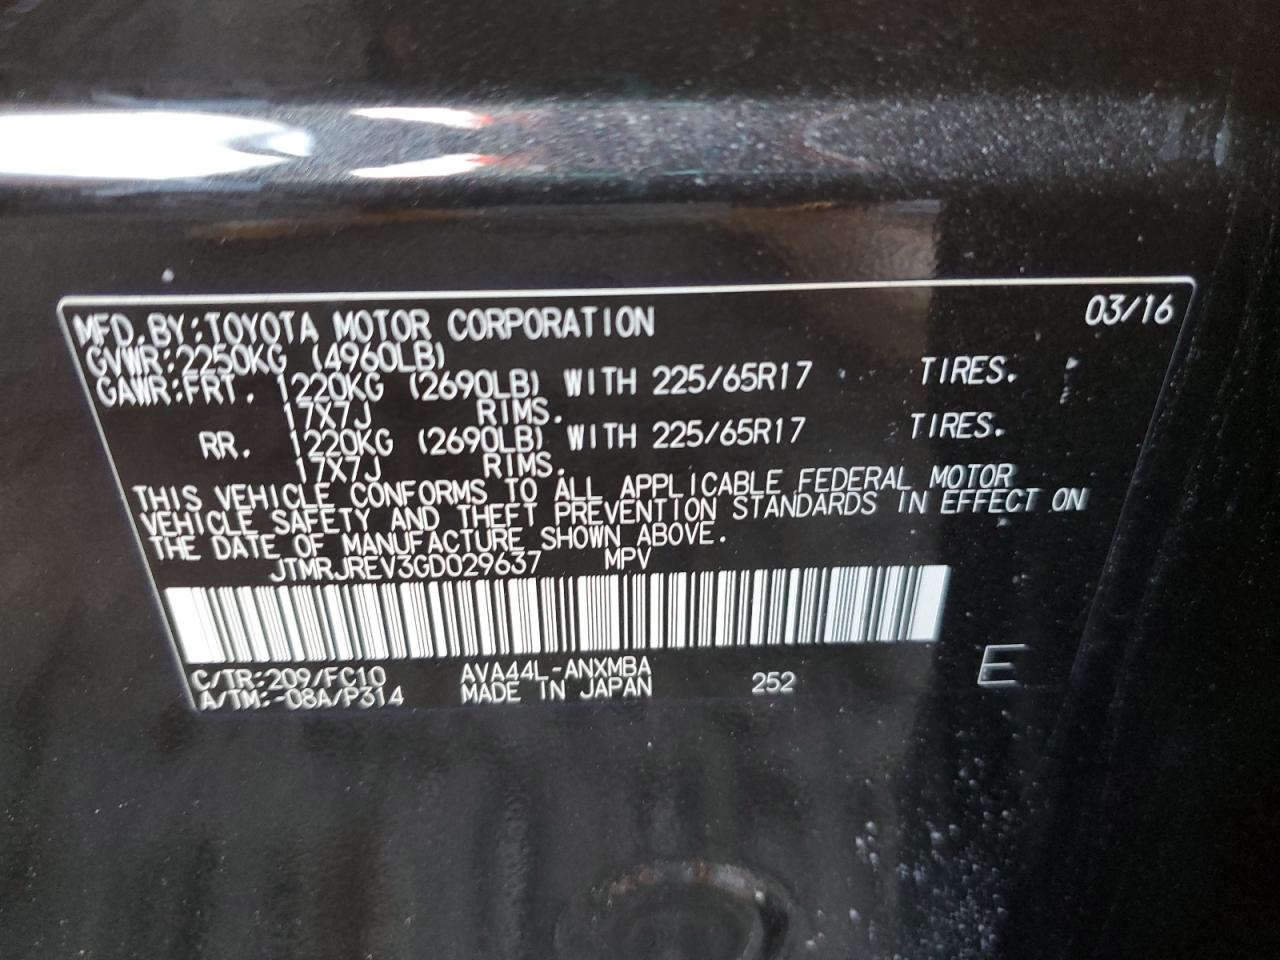 MFD.BY:TOYOTA MOTOR CORPORATION 03/16
GVWR:2250KG (4960LB)
GAWR:FRT. 1220KG (2690LB) WITH 225/65R17 TIRES.
17X7J RIMS.
RR. 1220KG (2690LB) WITH 225/65R17 TIRES.
17X7J RIMS.
THIS VEHICLE CONFORMS TO ALL APPLICABLE FEDERAL MOTOR
VEHICLE SAFETY AND THEFT PREVENTION STANDARDS IN EFFECT ON
THE DATE OF MANUFACTURE SHOWN ABOVE.
JTMRJREV3GD029637 MPV
C/TR:209/FC10 AVA44L-ANXMBA
A/TM:-08A/P314 MADE IN JAPAN 252 E